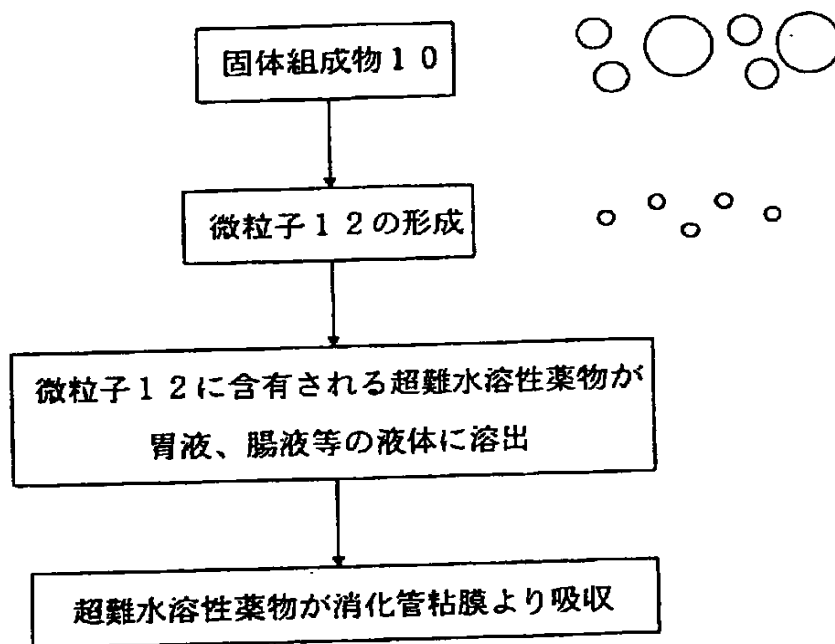 固体組成物１０
微粒子１２の形成
微粒子１２に含有される超難水溶性薬物が
胃液、腸液等の液体に溶出
超難水溶性薬物が消化管粘膜より吸収